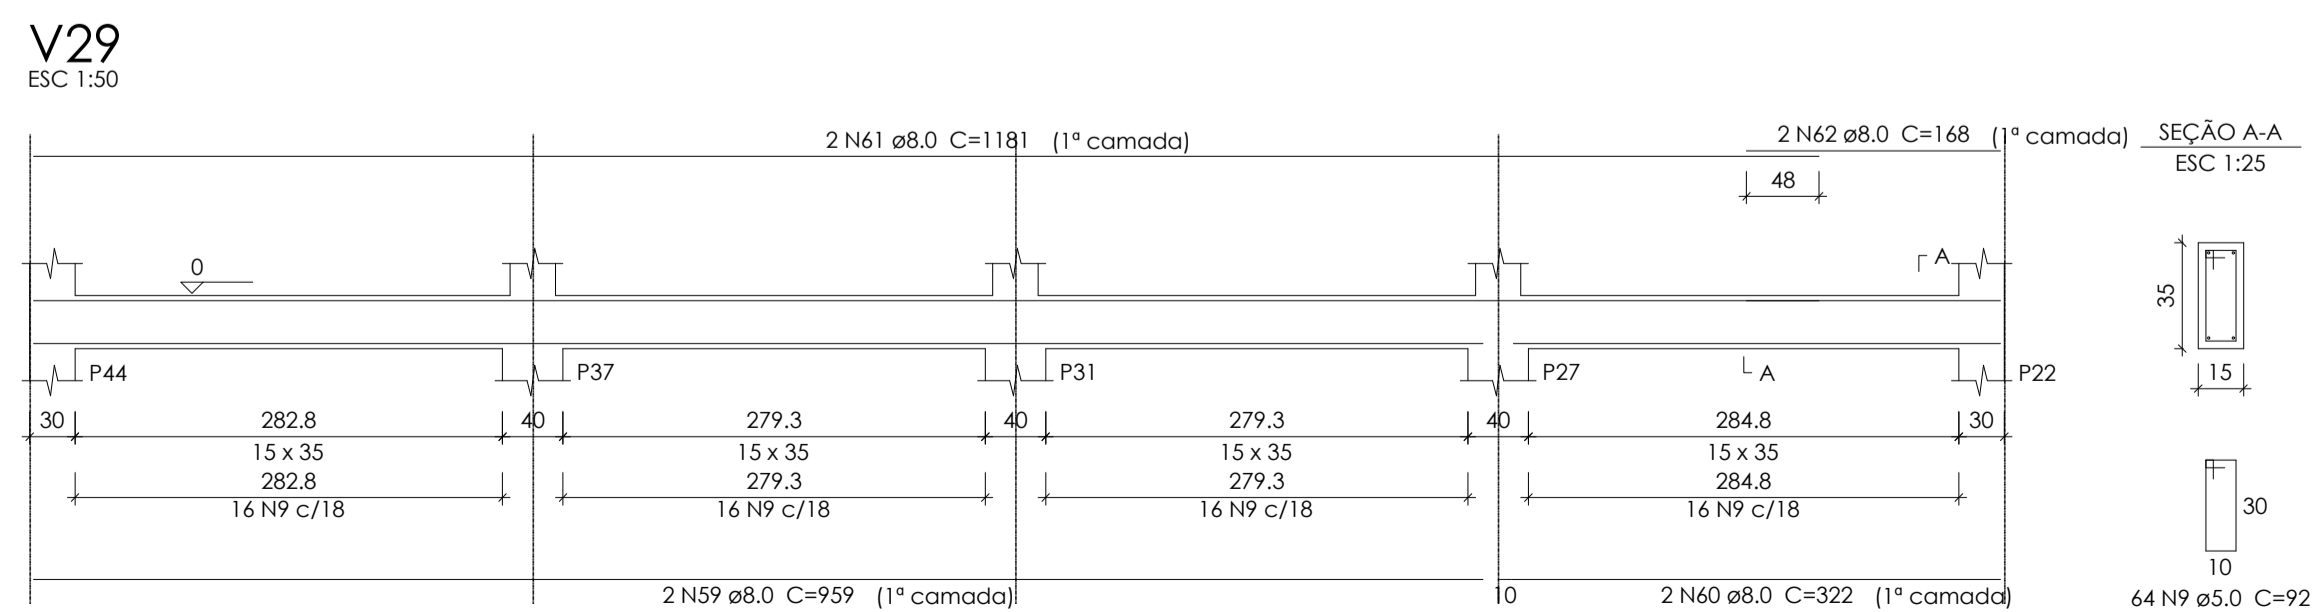 V29
ESC 1:50
2 N61 ø8.0 C=1181 (1ª camada)
2 N62 ø8.0 C=168 (1ª camada)
48
SEÇÃO A-A
ESC 1:25
0
A
35
15
P44
P37
P31
P27
A
P22
30
282.8
40
279.3
40
279.3
40
284.8
30
15 x 35
15 x 35
15 x 35
15 x 35
282.8
279.3
279.3
284.8
16 N9 c/18
16 N9 c/18
16 N9 c/18
16 N9 c/18
30
10
2 N59 ø8.0 C=959 (1ª camada)
10
2 N60 ø8.0 C=322 (1ª camada)
64 N9 ø5.0 C=92